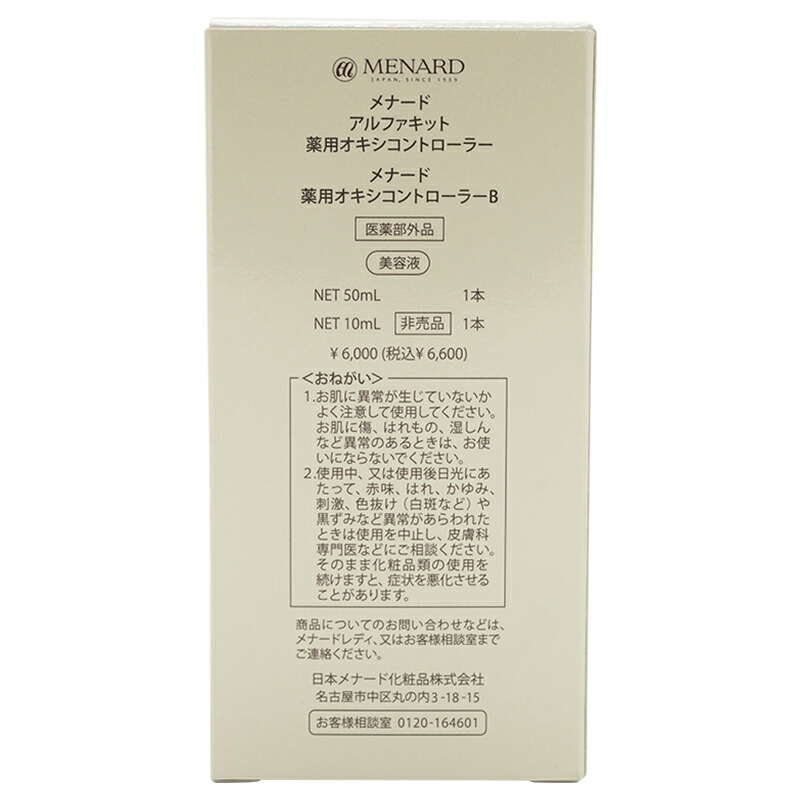 MENARD
JAPAN, SINCE 1959
メナード
アルファキット
薬用オキシコントローラー
メナード
薬用オキシコントローラーB
医薬部外品
美容液
NET 50mL 1本
NET 10mL 非売品 1本
¥6,000 (税込¥6,600)
＜おねがい＞
1.お肌に異常が生じていないか
よく注意して使用してください。
お肌に傷、はれもの、湿しん
など異常のあるときは、お使
いにならないでください。
2.使用中、又は使用後日光にあ
たって、赤味、はれ、かゆみ、
刺激、色抜け（白斑など）や
黒ずみなど異常があらわれた
ときは使用を中止し、皮膚科
専門医などにご相談ください。
そのまま化粧品類の使用を
続けますと、症状を悪化させる
ことがあります。
商品についてのお問い合わせなどは、
メナードレディ、又はお客様相談室まで
ご連絡ください。
日本メナード化粧品株式会社
名古屋市中区丸の内3-18-15
お客様相談室 0120-164601